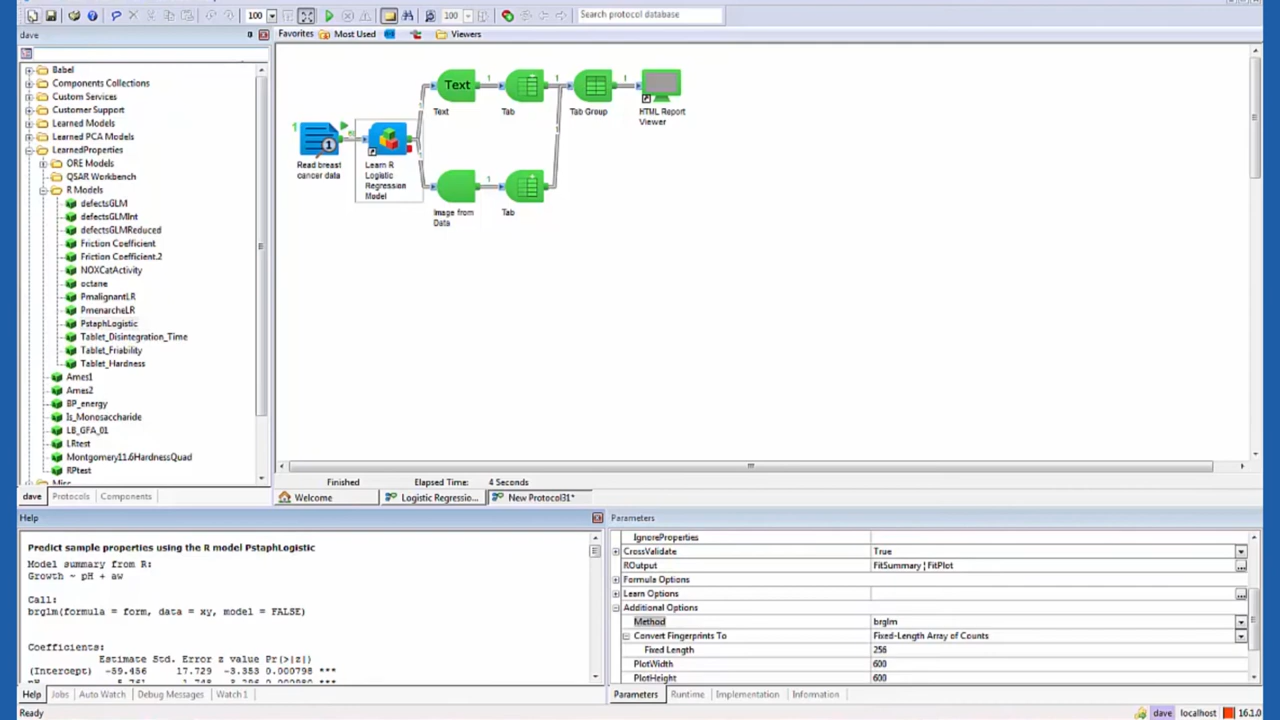 100
100
Search protocol database
dave
Favorites Most Used Viewers
Babel
Components Collections
Custom Services
Customer Support
Learned Models
Learned PCA Models
LearnedProperties
ORE Models
QSAR Workbench
R Models
defectsGLM
defectsGLMInt
defectsGLMReduced
Friction Coefficient
Friction Coefficient.2
NOXCatActivity
octane
PmalignantLR
PmenarcheLR
PstaphLogistic
Tablet_Disintegration_Time
Tablet_Friability
Tablet_Hardness
Ames1
Ames2
BP_energy
Is_Monosaccharide
LB_GFA_01
LRtest
Montgomery11.6HardnessQuad
RPtest
dave Protocols Components
1
Read breast
cancer data
Learn R
Logistic
Regression
Model
Text
Text
1
Tab
1
Tab Group
1
HTML Report
Viewer
Image from
Data
1
Tab
Finished Elapsed Time: 4 Seconds
Welcome Logistic Regressio... New Protocol31*
Help
Predict sample properties using the R model PstaphLogistic
Model summary from R:
Growth ~ pH + aw
Call:
brglm(formula = form, data = xy, model = FALSE)
Coefficients:
Estimate Std. Error z value Pr(>|z|)
(Intercept) -59.456 17.729 -3.353 0.000798 ***
Help Jobs Auto Watch Debug Messages Watch 1
Parameters
IgnoreProperties
CrossValidate True
ROutput FitSummary ¦ FitPlot
Formula Options
Learn Options
Additional Options
Method brglm
Convert Fingerprints To Fixed-Length Array of Counts
Fixed Length 256
PlotWidth 600
PlotHeight 600
Parameters Runtime Implementation Information
Ready
dave localhost 16.1.0